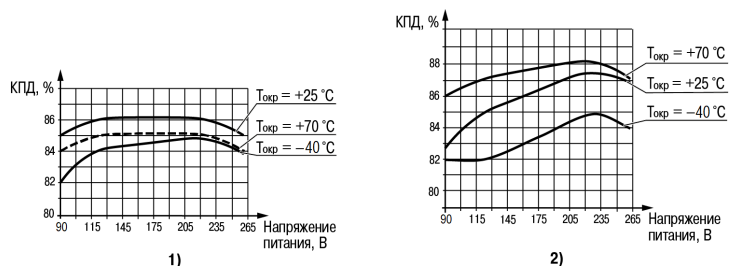 КПД, %
86
84
82
80
90 115 145 175 205 235 265
Tокр = +25 °C
Tокр = +70 °C
Tокр = −40 °C
Напряжение
питания, В
1)
КПД, %
88
86
84
82
80
90 115 145 175 205 235 265
Tокр = +70 °C
Tокр = +25 °C
Tокр = −40 °C
Напряжение
питания, В
2)